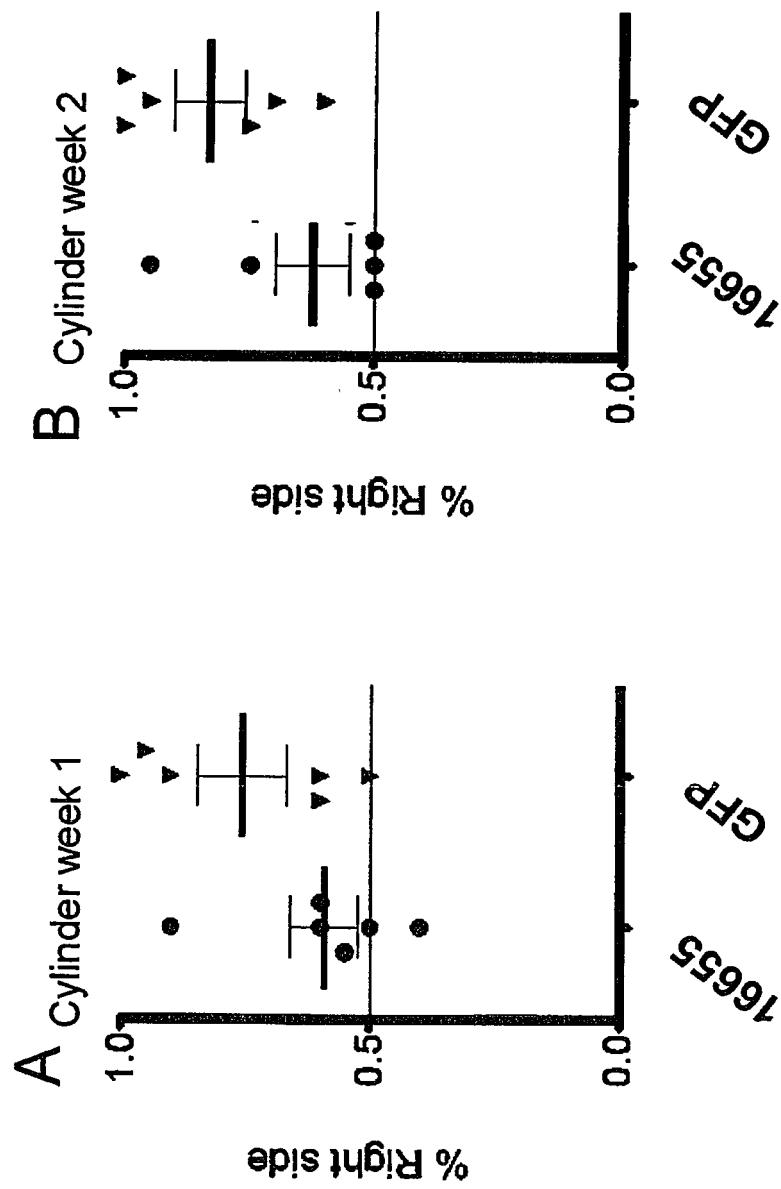 A
Cylinder week 1
% Right side
1.0
0.5
0.0
16655
GFP
B
Cylinder week 2
% Right side
1.0
0.5
0.0
16655
GFP